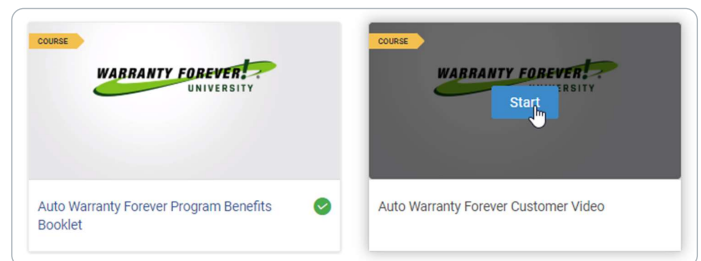 COURSE
WARRANTY FOREVER!
UNIVERSITY
Auto Warranty Forever Program Benefits
Booklet
COURSE
WARRANTY FOREVER!
UNIVERSITY
Start
Auto Warranty Forever Customer Video